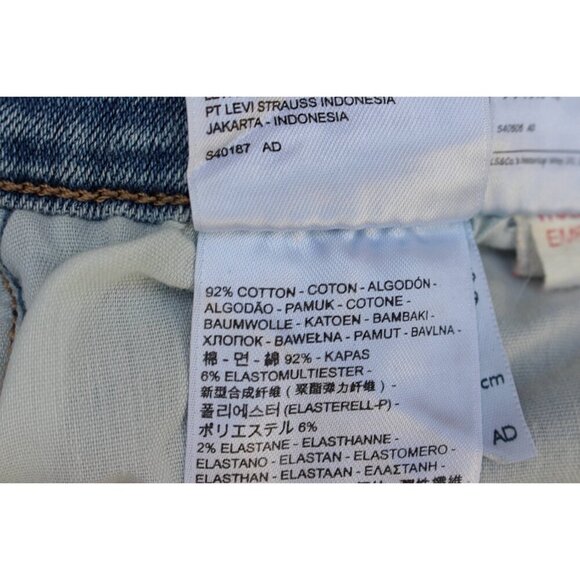 PT LEVI STRAUSS INDONESIA
JAKARTA - INDONESIA
S40187 AD
92% COTTON - COTON - ALGODÓN -
ALGODÃO - PAMUK - COTONE -
BAUMWOLLE - KATOEN - BAMBAKI -
ХЛОПОК - BAWEŁNA - PAMUT - BAVLNA -
棉 - 면 - 綿 92% - KAPAS
6% ELASTOMULTIESTER -
新型合成纤维 (聚酯弹力纤维) -
폴리에스터 (ELASTERELL-P) -
ポリエステル 6%
2% ELASTANE - ELASTHANNE -
ELASTANO - ELASTAN - ELASTOMERO -
ELASTHAN - ELASTAAN - ΕΛΑΣΤΑΝΗ -
cm
AD